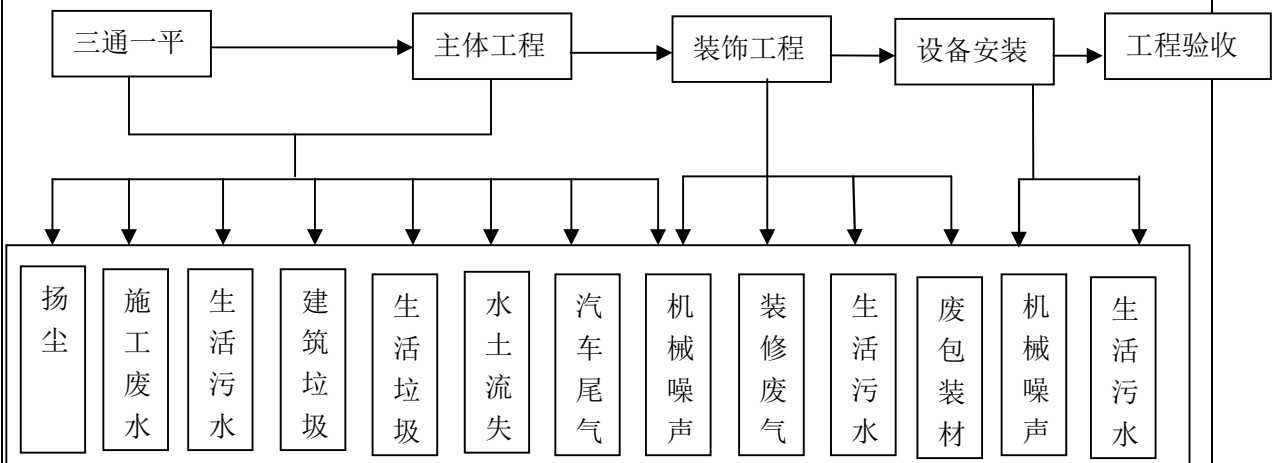 三通一平
主体工程
装饰工程
设备安装
工程验收
扬尘
施工废水
生活污水
建筑垃圾
生活垃圾
水土流失
汽车尾气
机械噪声
装修废气
生活污水
废包装材
机械噪声
生活污水